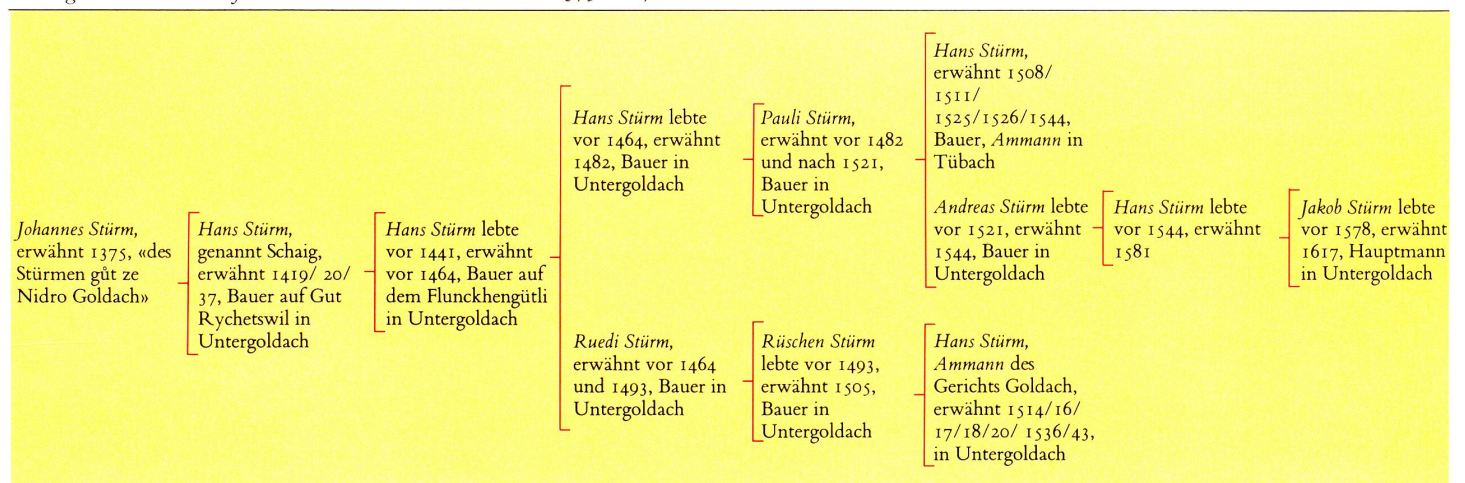 Johannes Stürm,
erwähnt 1375, «des
Stürmen gůt ze
Nidro Goldach»
Hans Stürm,
genannt Schaig,
erwähnt 1419/ 20/
37, Bauer auf Gut
Rychetswil in
Untergoldach
Hans Stürm lebte
vor 1441, erwähnt
vor 1464, Bauer auf
dem Flunckhengütli
in Untergoldach
Hans Stürm lebte
vor 1464, erwähnt
1482, Bauer in
Untergoldach
Pauli Stürm,
erwähnt vor 1482
und nach 1521,
Bauer in
Untergoldach
Hans Stürm,
erwähnt 1508/
1511/
1525/1526/1544,
Bauer, Ammann in
Tübach
Andreas Stürm lebte
vor 1521, erwähnt
1544, Bauer in
Untergoldach
Hans Stürm lebte
vor 1544, erwähnt
1581
Jakob Stürm lebte
vor 1578, erwähnt
1617, Hauptmann
in Untergoldach
Ruedi Stürm,
erwähnt vor 1464
und 1493, Bauer in
Untergoldach
Rüschen Stürm
lebte vor 1493,
erwähnt 1505,
Bauer in
Untergoldach
Hans Stürm,
Ammann des
Gerichts Goldach,
erwähnt 1514/16/
17/18/20/ 1536/43,
in Untergoldach